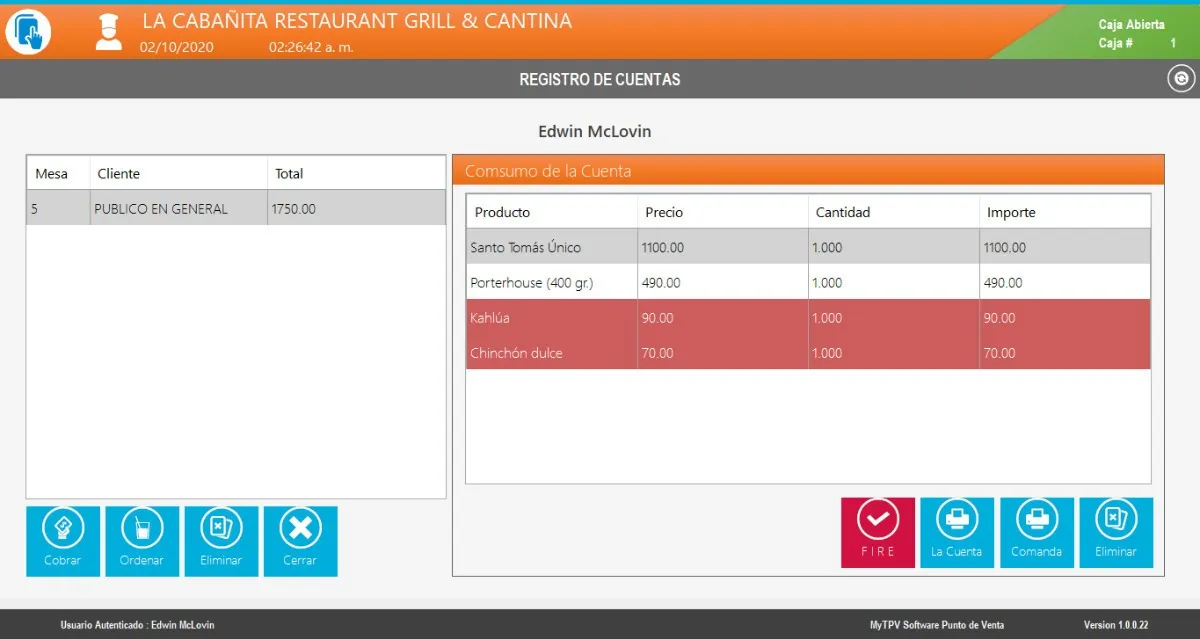 LA CABAÑITA RESTAURANT GRILL & CANTINA
02/10/2020 02:26:42 a. m.
Caja Abierta
Caja # 1
REGISTRO DE CUENTAS
Edwin McLovin
Mesa Cliente Total
5 PUBLICO EN GENERAL 1750.00
Comsumo de la Cuenta
Producto Precio Cantidad Importe
Santo Tomás Único 1100.00 1.000 1100.00
Porterhouse (400 gr.) 490.00 1.000 490.00
Kahlúa 90.00 1.000 90.00
Chinchón dulce 70.00 1.000 70.00
Cobrar Ordenar Eliminar Cerrar
F I R E La Cuenta Comanda Eliminar
Usuario Autenticado : Edwin McLovin MyTPV Software Punto de Venta Version 1.0.0.22